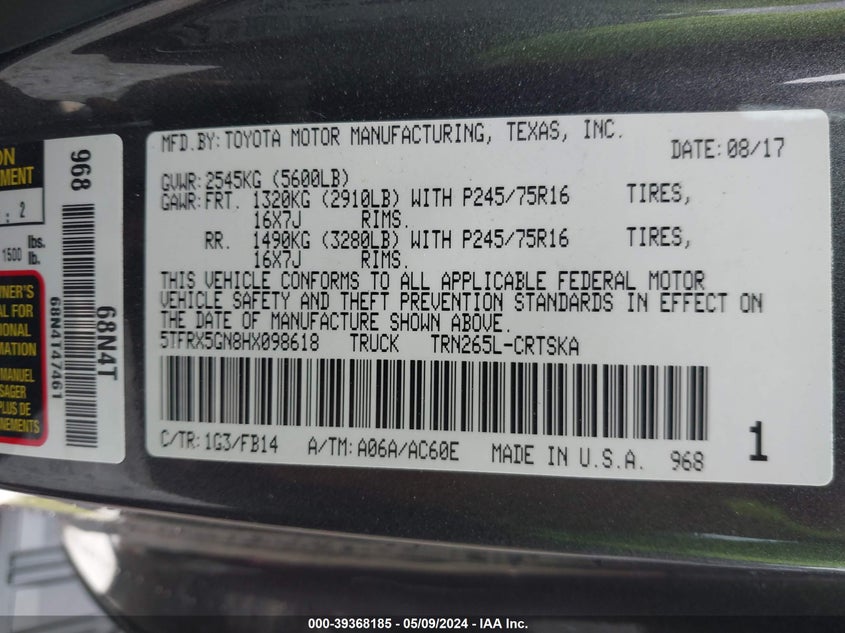 MFD.BY: TOYOTA MOTOR MANUFACTURING, TEXAS, INC.
DATE: 08/17
GVWR: 2545KG (5600LB)
GAWR: FRT. 1320KG (2910LB) WITH P245/75R16 TIRES,
16X7J RIMS.
RR. 1490KG (3280LB) WITH P245/75R16 TIRES,
16X7J RIMS.
THIS VEHICLE CONFORMS TO ALL APPLICABLE FEDERAL MOTOR
VEHICLE SAFETY AND THEFT PREVENTION STANDARDS IN EFFECT ON
THE DATE OF MANUFACTURE SHOWN ABOVE.
5TFRX5GN8HX098618 TRUCK TRN265L-CRTSKA
C/TR: 1G3/FB14 A/TM: A06A/AC60E MADE IN U.S.A. 968
1
968
: 2
1500 lbs.
lb.
68N4T
68N4T47461
MANUEL
000-39368185 - 05/09/2024 - IAA Inc.